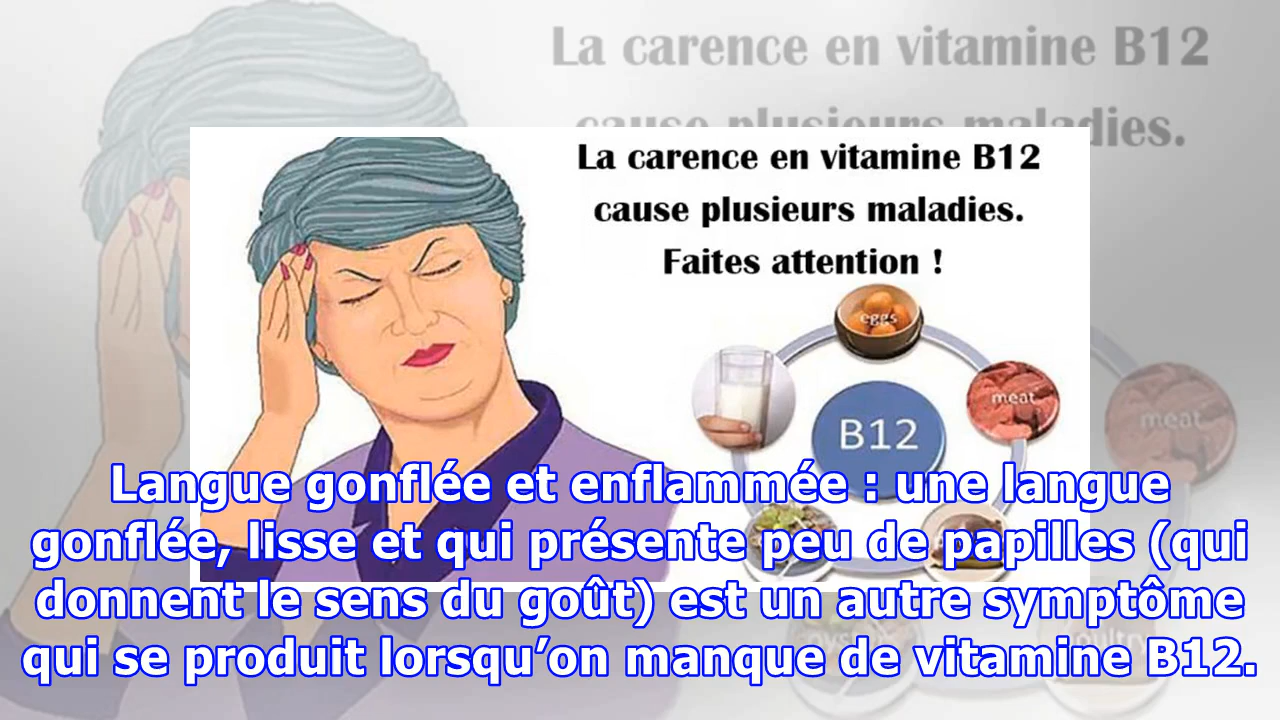 La carence en vitamine B12
cause plusieurs maladies.
La carence en vitamine B12
cause plusieurs maladies.
Faites attention !
eggs
meat
meat
B12
Langue gonflée et enflammée : une langue
gonflée, lisse et qui présente peu de papilles (qui
donnent le sens du goût) est un autre symptôme
qui se produit lorsqu’on manque de vitamine B12.